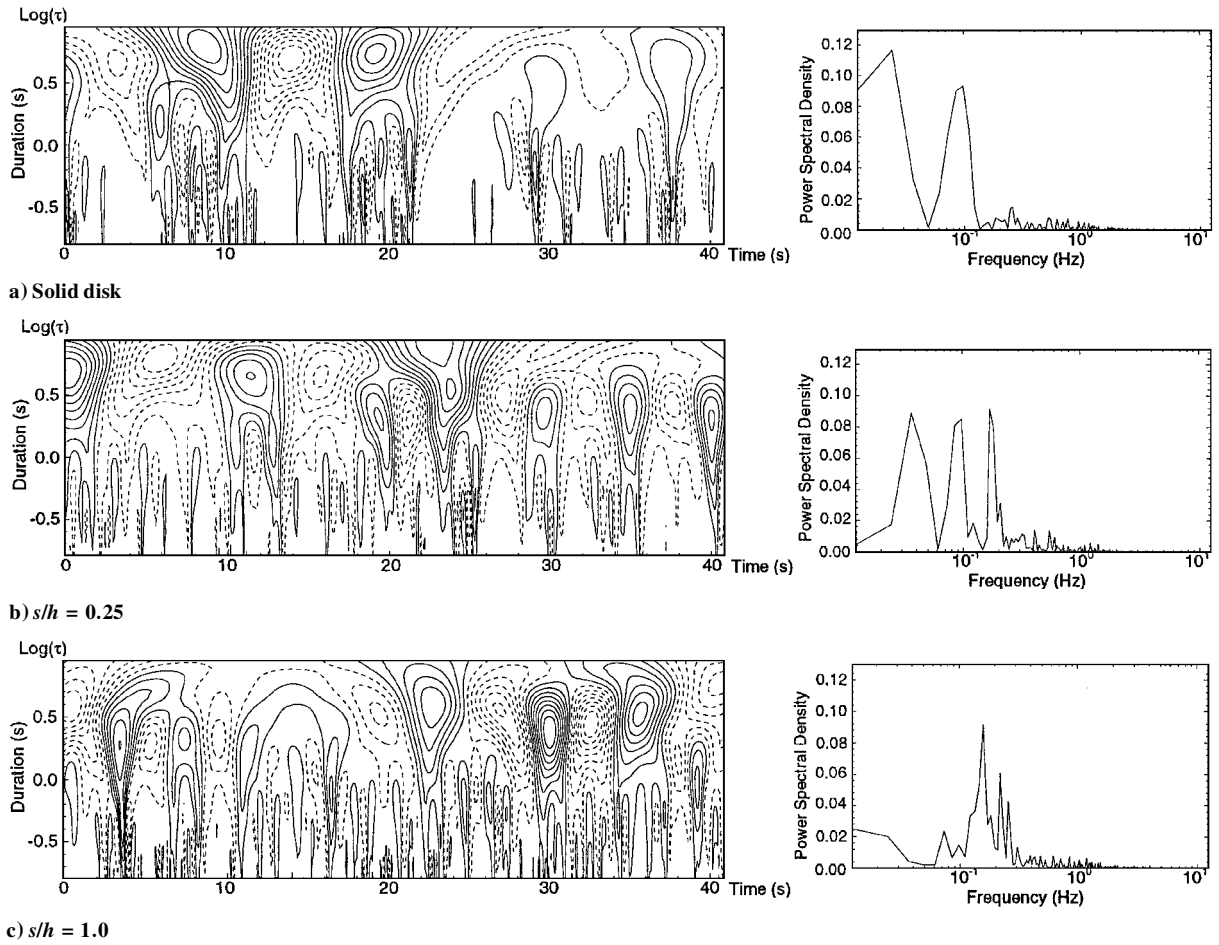 Log(τ)
Duration (s)
0.5
0.0
-0.5
0 10 20 30 40 Time (s)
Power Spectral Density
0.12
0.10
0.08
0.06
0.04
0.02
0.00
10⁻¹ 10⁰ 10¹
Frequency (Hz)
a) Solid disk
Log(τ)
Duration (s)
0.5
0.0
-0.5
0 10 20 30 40 Time (s)
Power Spectral Density
0.12
0.10
0.08
0.06
0.04
0.02
0.00
10⁻¹ 10⁰ 10¹
Frequency (Hz)
b) s/h = 0.25
Log(τ)
Duration (s)
0.5
0.0
-0.5
0 10 20 30 40 Time (s)
Power Spectral Density
0.12
0.10
0.08
0.06
0.04
0.02
0.00
10⁻¹ 10⁰ 10¹
Frequency (Hz)
c) s/h = 1.0